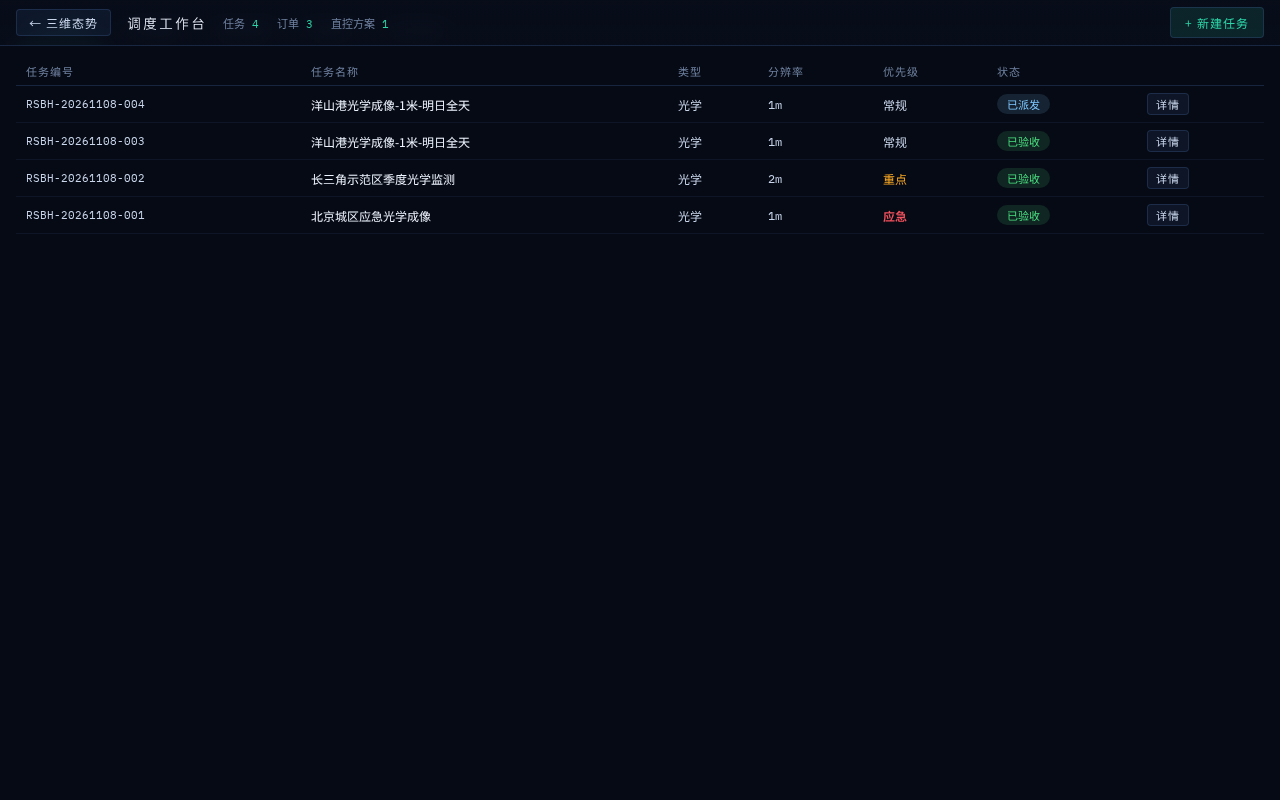 ← 三维态势 调度工作台 任务 4 订单 3 直控方案 1 + 新建任务
任务编号 任务名称 类型 分辨率 优先级 状态
RSBH-20261108-004 洋山港光学成像-1米-明日全天 光学 1m 常规 已派发 详情
RSBH-20261108-003 洋山港光学成像-1米-明日全天 光学 1m 常规 已验收 详情
RSBH-20261108-002 长三角示范区季度光学监测 光学 2m 重点 已验收 详情
RSBH-20261108-001 北京城区应急光学成像 光学 1m 应急 已验收 详情